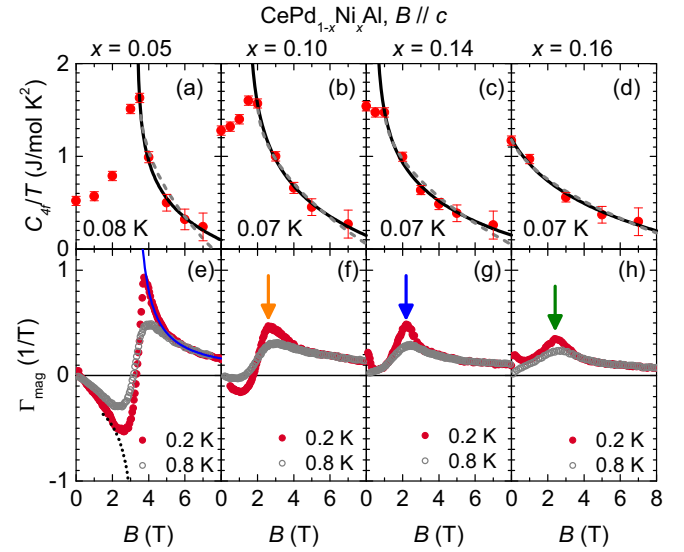 CePd₁₋ₓNiₓAl, B // c
x = 0.05 x = 0.10 x = 0.14 x = 0.16
2 (a) (b) (c) (d)
C₄f/T (J/mol K²)
1
0.08 K 0.07 K 0.07 K 0.07 K
0
1 (e) (f) (g) (h)
Γmag (1/T)
0
0.2 K 0.2 K 0.2 K 0.2 K
0.8 K 0.8 K 0.8 K 0.8 K
-1
0 2 4 6 8 0 2 4 6 8 0 2 4 6 8 0 2 4 6 8
B (T) B (T) B (T) B (T)